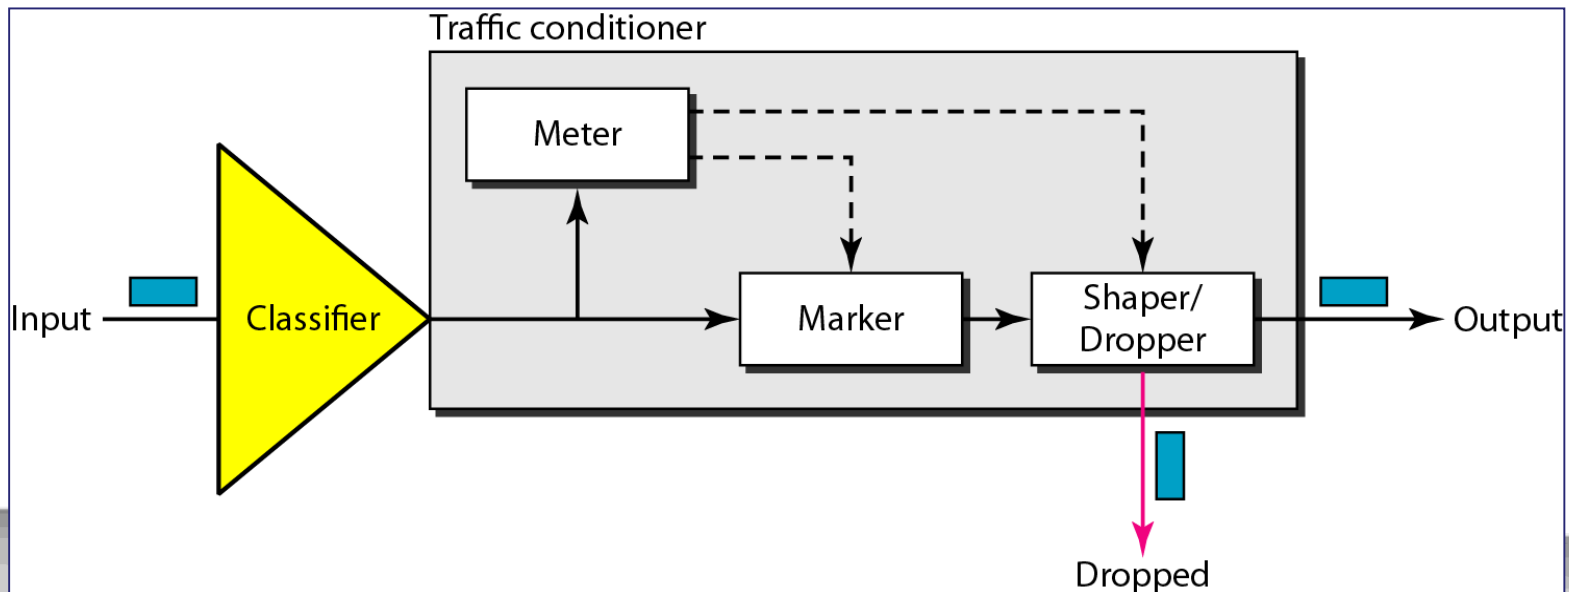 Traffic conditioner
Meter
Input
Classifier
Marker
Shaper/
Dropper
Output
Dropped